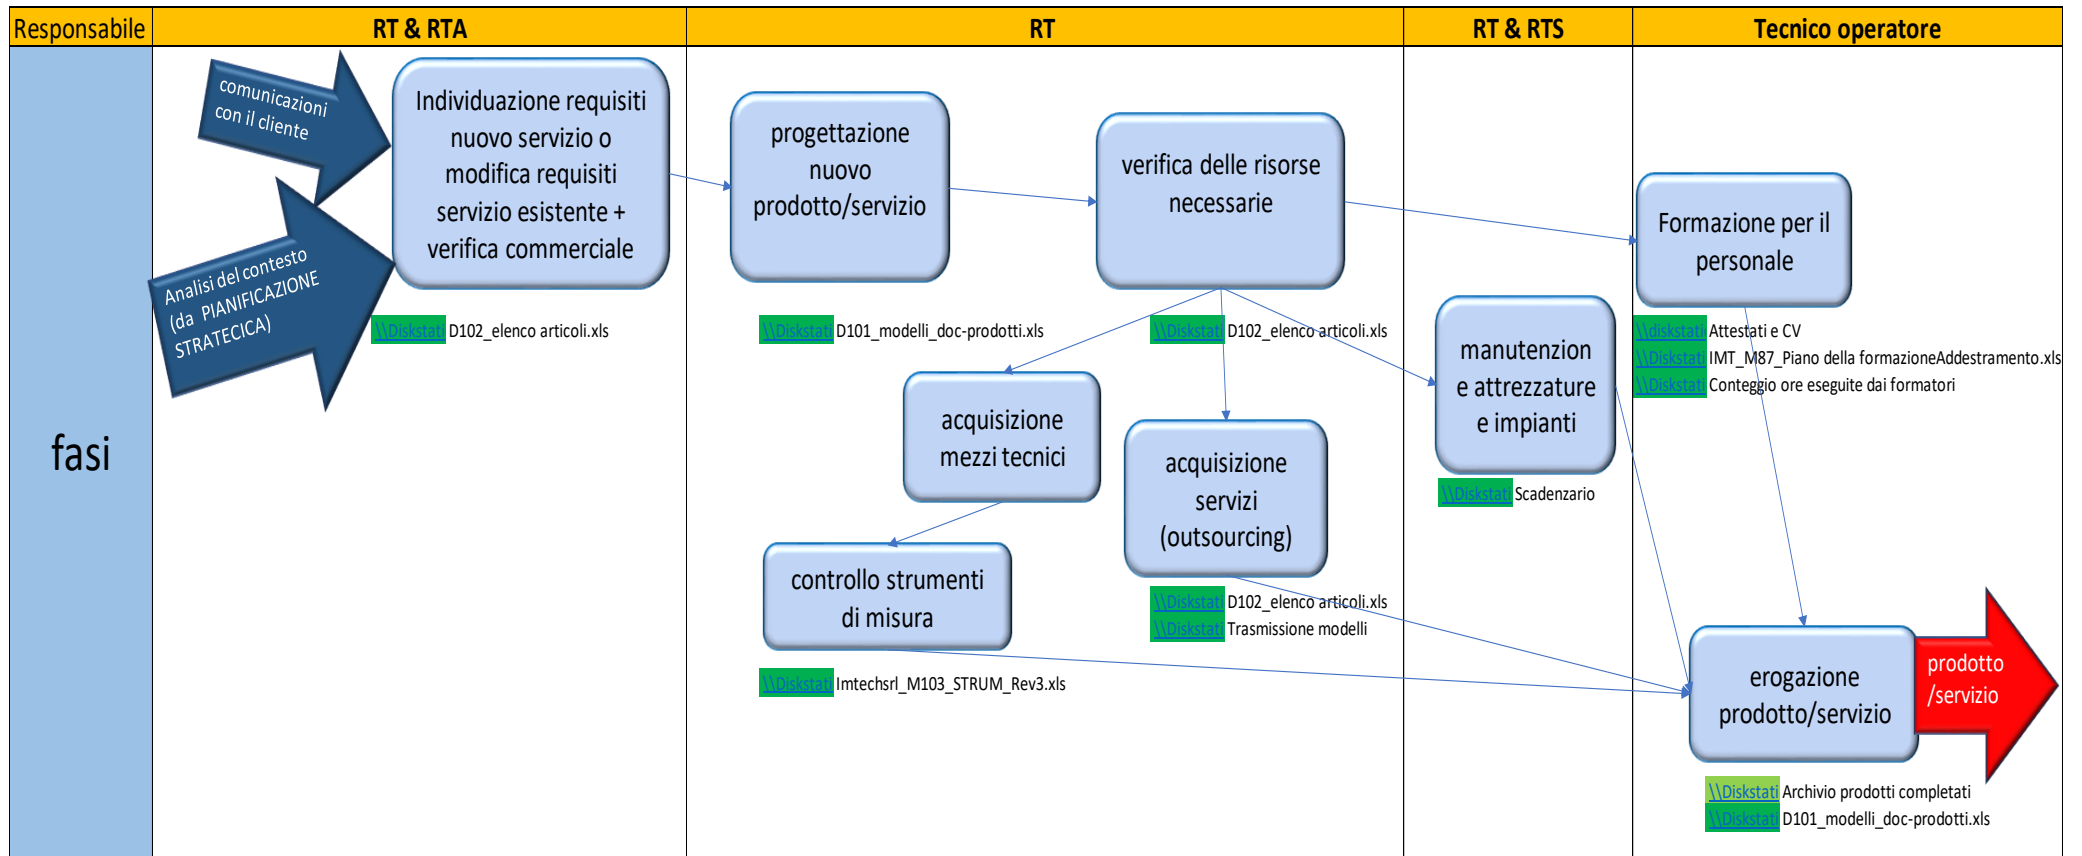 Responsabile
RT & RTA
RT
RT & RTS
Tecnico operatore
fasi
comunicazioni
con il cliente
Analisi del contesto
(da PIANIFICAZIONE
STRATECICA)
Individuazione requisiti
nuovo servizio o
modifica requisiti
servizio esistente +
verifica commerciale
\\Diskstati D102_elenco articoli.xls
progettazione
nuovo
prodotto/servizio
\\Diskstati D101_modelli_doc-prodotti.xls
verifica delle risorse
necessarie
\\Diskstati D102_elenco articoli.xls
acquisizione
mezzi tecnici
controllo strumenti
di misura
\\Diskstati Imtechsrl_M103_STRUM_Rev3.xls
acquisizione
servizi
(outsourcing)
\\Diskstati D102_elenco articoli.xls
\\Diskstati Trasmissione modelli
manutenzion
e attrezzature
e impianti
\\Diskstati Scadenzario
Formazione per il
personale
\\diskstati Attestati e CV
\\Diskstati IMT_M87_Piano della formazioneAddestramento.xls
\\Diskstati Conteggio ore eseguite dai formatori
erogazione
prodotto/servizio
prodotto
/servizio
\\Diskstati Archivio prodotti completati
\\Diskstati D101_modelli_doc-prodotti.xls